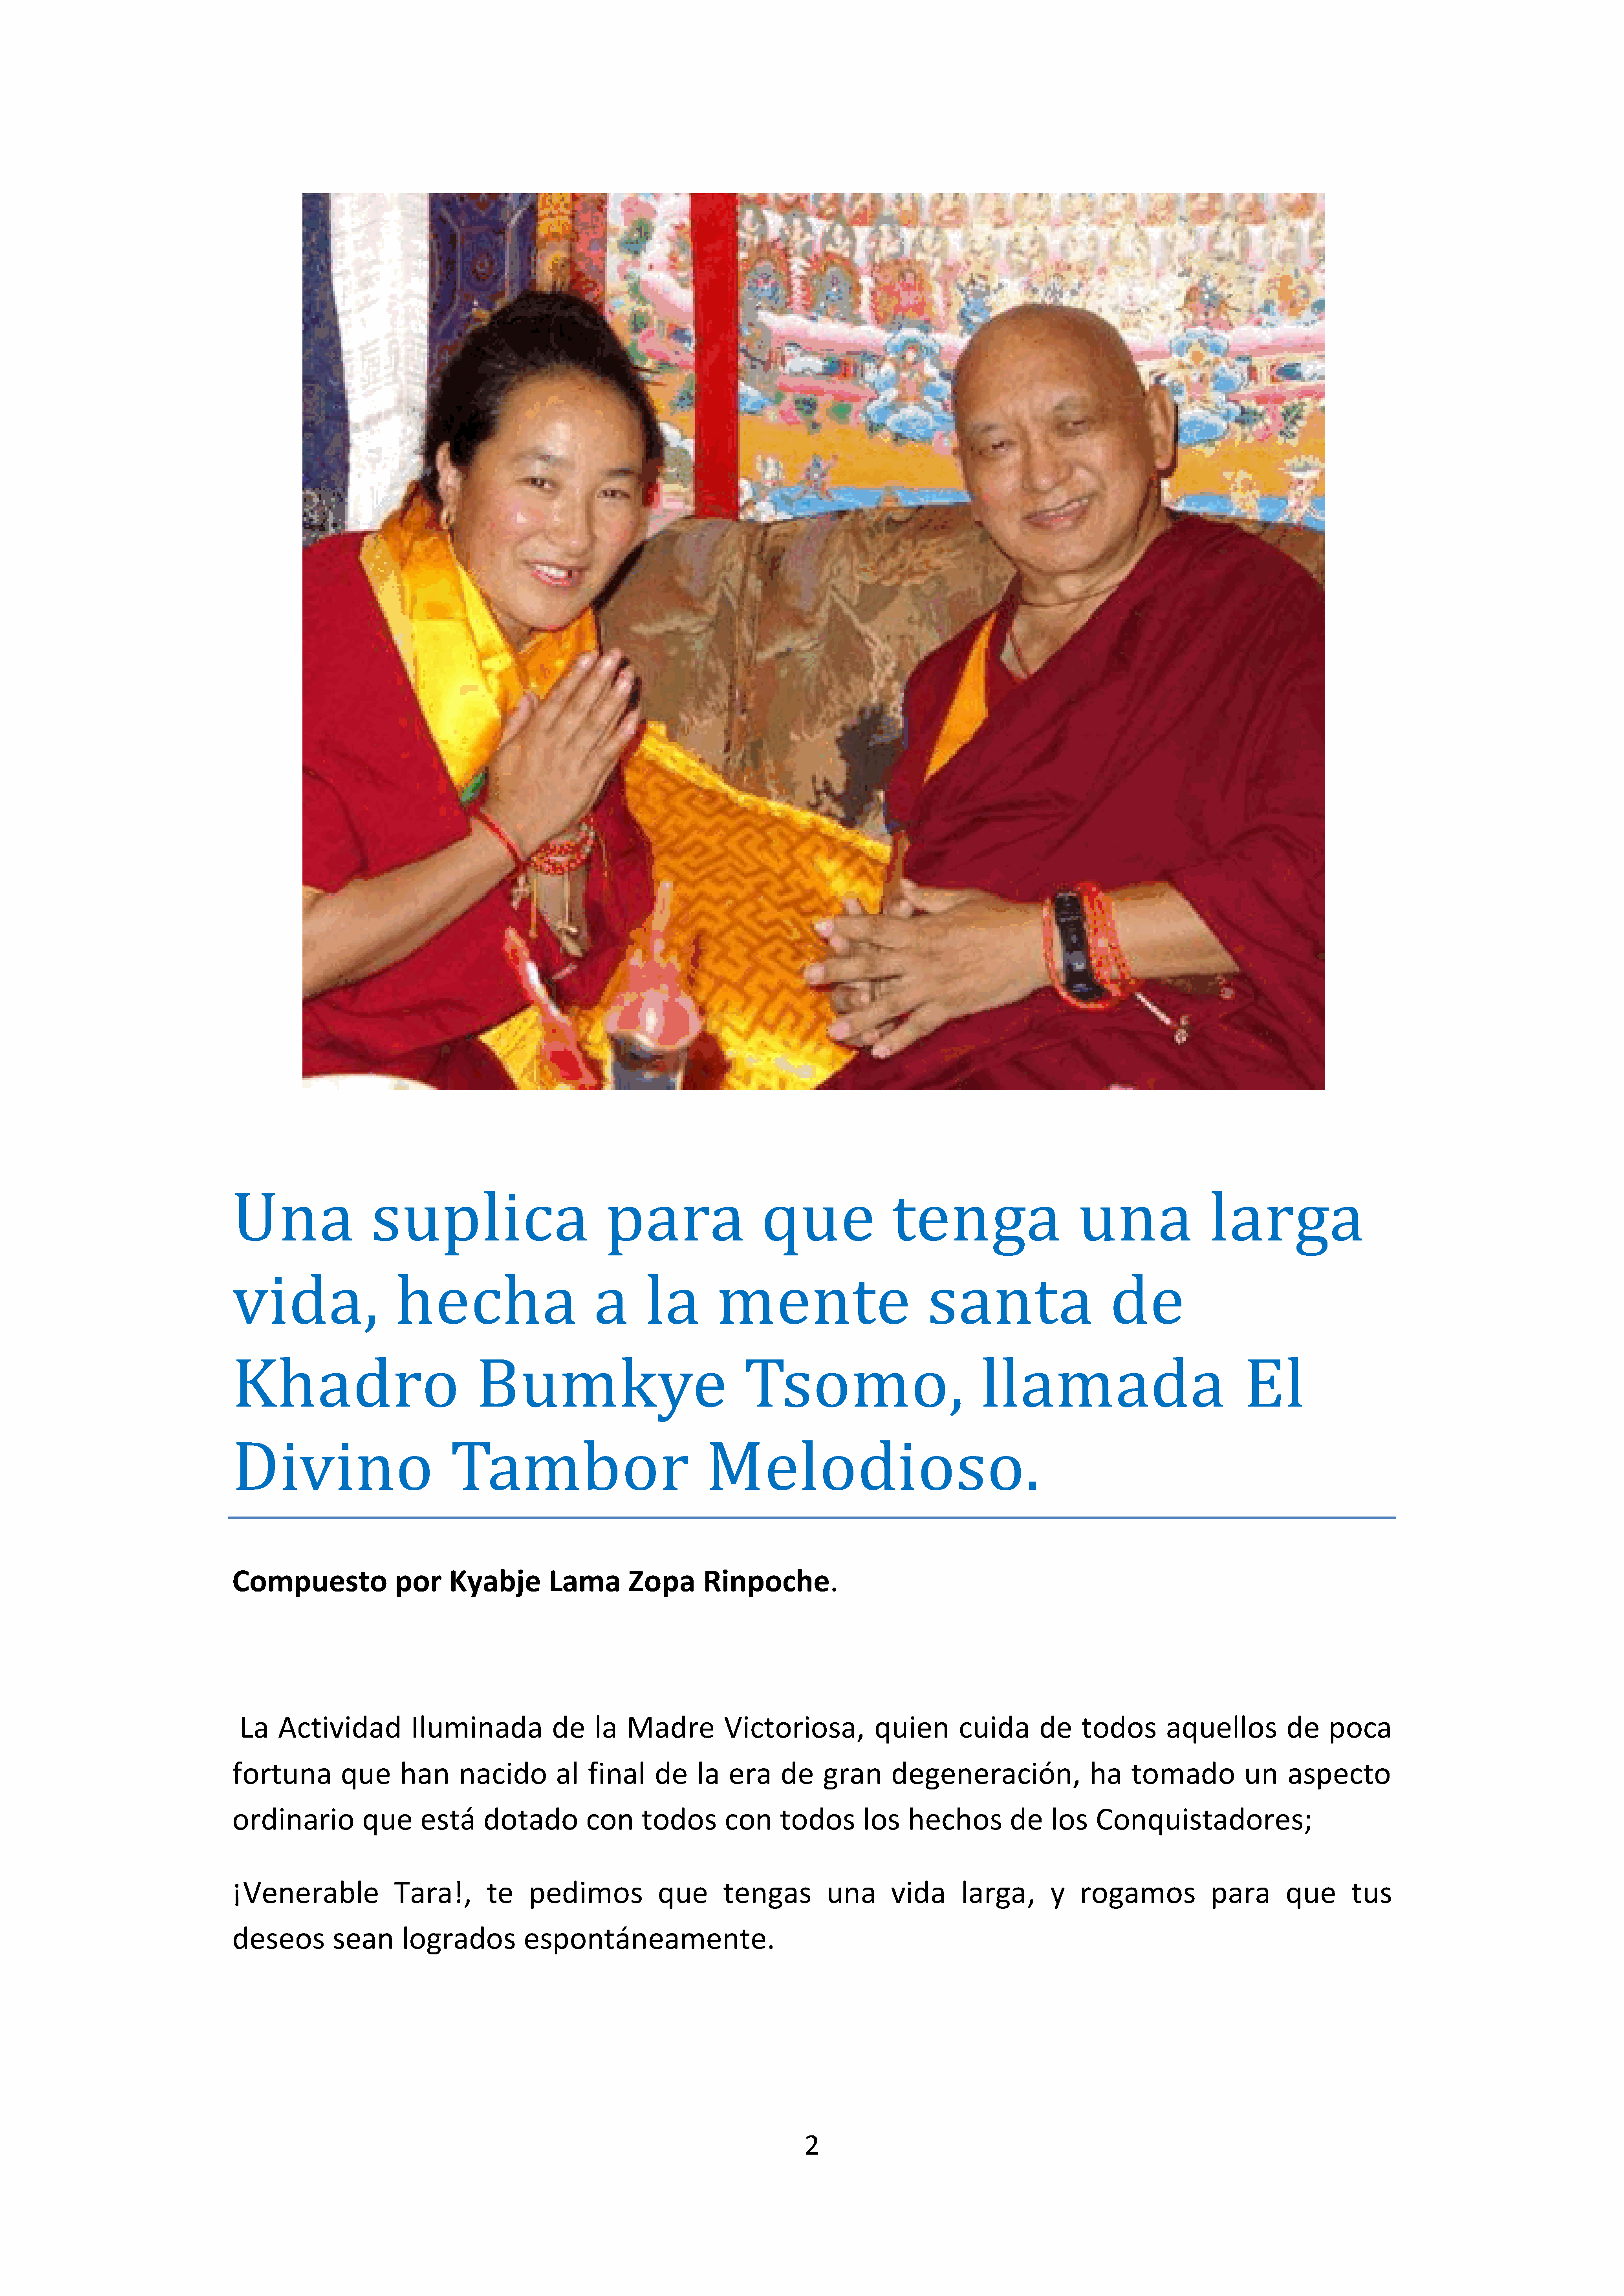 Una suplica para que tenga una larga
vida, hecha a la mente santa de
Khadro Bumkye Tsomo, llamada El
Divino Tambor Melodioso.
Compuesto por Kyabje Lama Zopa Rinpoche.
La Actividad Iluminada de la Madre Victoriosa, quien cuida de todos aquellos de poca
fortuna que han nacido al final de la era de gran degeneración, ha tomado un aspecto
ordinario que está dotado con todos con todos los hechos de los Conquistadores;
¡Venerable Tara!, te pedimos que tengas una vida larga, y rogamos para que tus
deseos sean logrados espontáneamente.
2